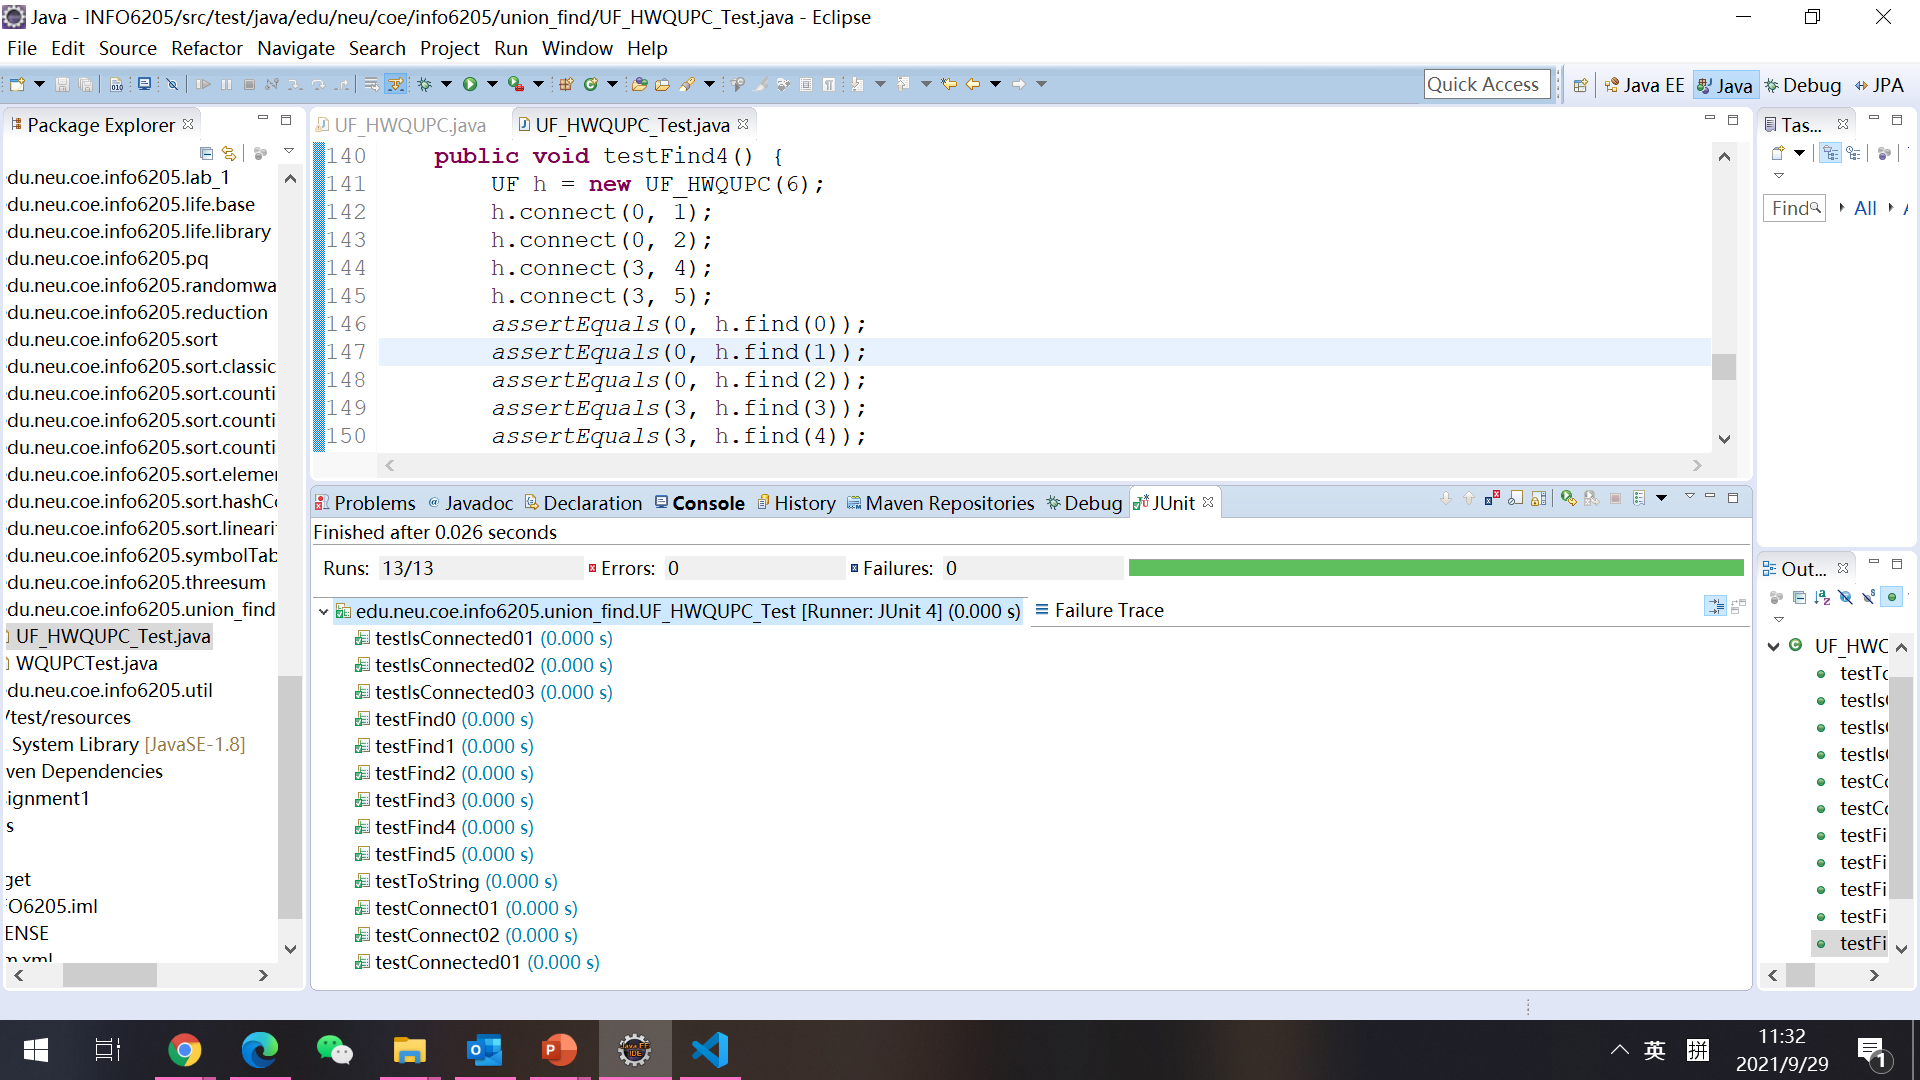 Java - INFO6205/src/test/java/edu/neu/coe/info6205/union_find/UF_HWQUPC_Test.java - Eclipse
File Edit Source Refactor Navigate Search Project Run Window Help
Quick Access
Java EE
Java
Debug
JPA
Package Explorer
du.neu.coe.info6205.lab_1
du.neu.coe.info6205.life.base
du.neu.coe.info6205.life.library
du.neu.coe.info6205.pq
du.neu.coe.info6205.randomwa
du.neu.coe.info6205.reduction
du.neu.coe.info6205.sort
du.neu.coe.info6205.sort.classic
du.neu.coe.info6205.sort.counti
du.neu.coe.info6205.sort.counti
du.neu.coe.info6205.sort.counti
du.neu.coe.info6205.sort.elemer
du.neu.coe.info6205.sort.hashCo
du.neu.coe.info6205.sort.linearit
du.neu.coe.info6205.symbolTab
du.neu.coe.info6205.threesum
du.neu.coe.info6205.union_find
UF_HWQUPC_Test.java
WQUPCTest.java
du.neu.coe.info6205.util
/test/resources
System Library [JavaSE-1.8]
ven Dependencies
ignment1
s
get
O6205.iml
ENSE
UF_HWQUPC.java
UF_HWQUPC_Test.java
140 public void testFind4() {
141 UF h = new UF_HWQUPC(6);
142 h.connect(0, 1);
143 h.connect(0, 2);
144 h.connect(3, 4);
145 h.connect(3, 5);
146 assertEquals(0, h.find(0));
147 assertEquals(0, h.find(1));
148 assertEquals(0, h.find(2));
149 assertEquals(3, h.find(3));
150 assertEquals(3, h.find(4));
Problems
@ Javadoc
Declaration
Console
History
Maven Repositories
Debug
JUnit
Finished after 0.026 seconds
Runs: 13/13 Errors: 0 Failures: 0
edu.neu.coe.info6205.union_find.UF_HWQUPC_Test [Runner: JUnit 4] (0.000 s)
testIsConnected01 (0.000 s)
testIsConnected02 (0.000 s)
testIsConnected03 (0.000 s)
testFind0 (0.000 s)
testFind1 (0.000 s)
testFind2 (0.000 s)
testFind3 (0.000 s)
testFind4 (0.000 s)
testFind5 (0.000 s)
testToString (0.000 s)
testConnect01 (0.000 s)
testConnect02 (0.000 s)
testConnected01 (0.000 s)
Failure Trace
Tas...
Find
All
Out...
UF_HWC
testTo
testIsC
testIsC
testIsC
testCo
testCo
testFi
testFi
testFi
testFi
testFi
英
拼
11:32
2021/9/29
1